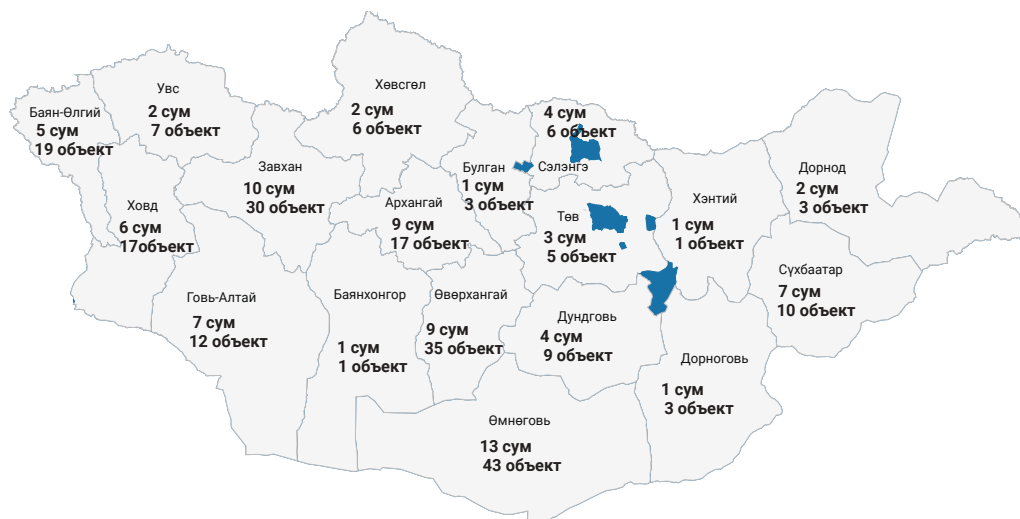 Баян-Өлгий
5 сум
19 объект
Увс
2 сум
7 объект
Хөвсгөл
2 сум
6 объект
4 сум
6 объект
Сэлэнгэ
Завхан
10 сум
30 объект
Булган
1 сум
3 объект
Дорнод
2 сум
3 объект
Ховд
6 сум
17объект
Архангай
9 сум
17 объект
Төв
3 сум
5 объект
Хэнтий
1 сум
1 объект
Говь-Алтай
7 сум
12 объект
Баянхонгор
1 сум
1 объект
Өвөрхангай
9 сум
35 объект
Дундговь
4 сум
9 объект
Сүхбаатар
7 сум
10 объект
Дорноговь
1 сум
3 объект
Өмнөговь
13 сум
43 объект